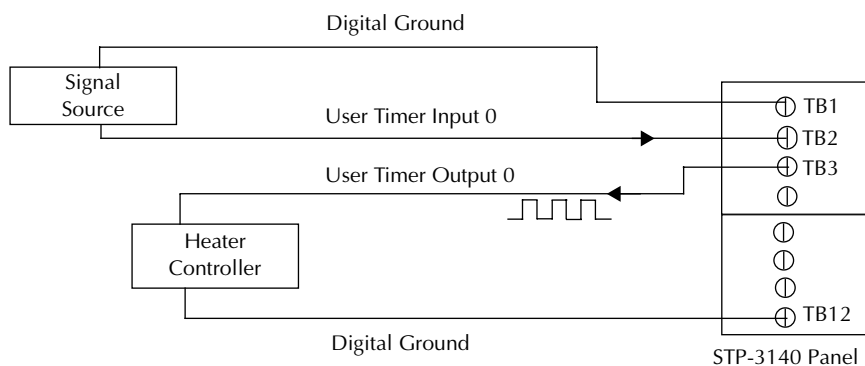 Digital Ground
Signal
Source
TB1
User Timer Input 0
TB2
TB3
User Timer Output 0
Heater
Controller
TB12
Digital Ground
STP-3140 Panel